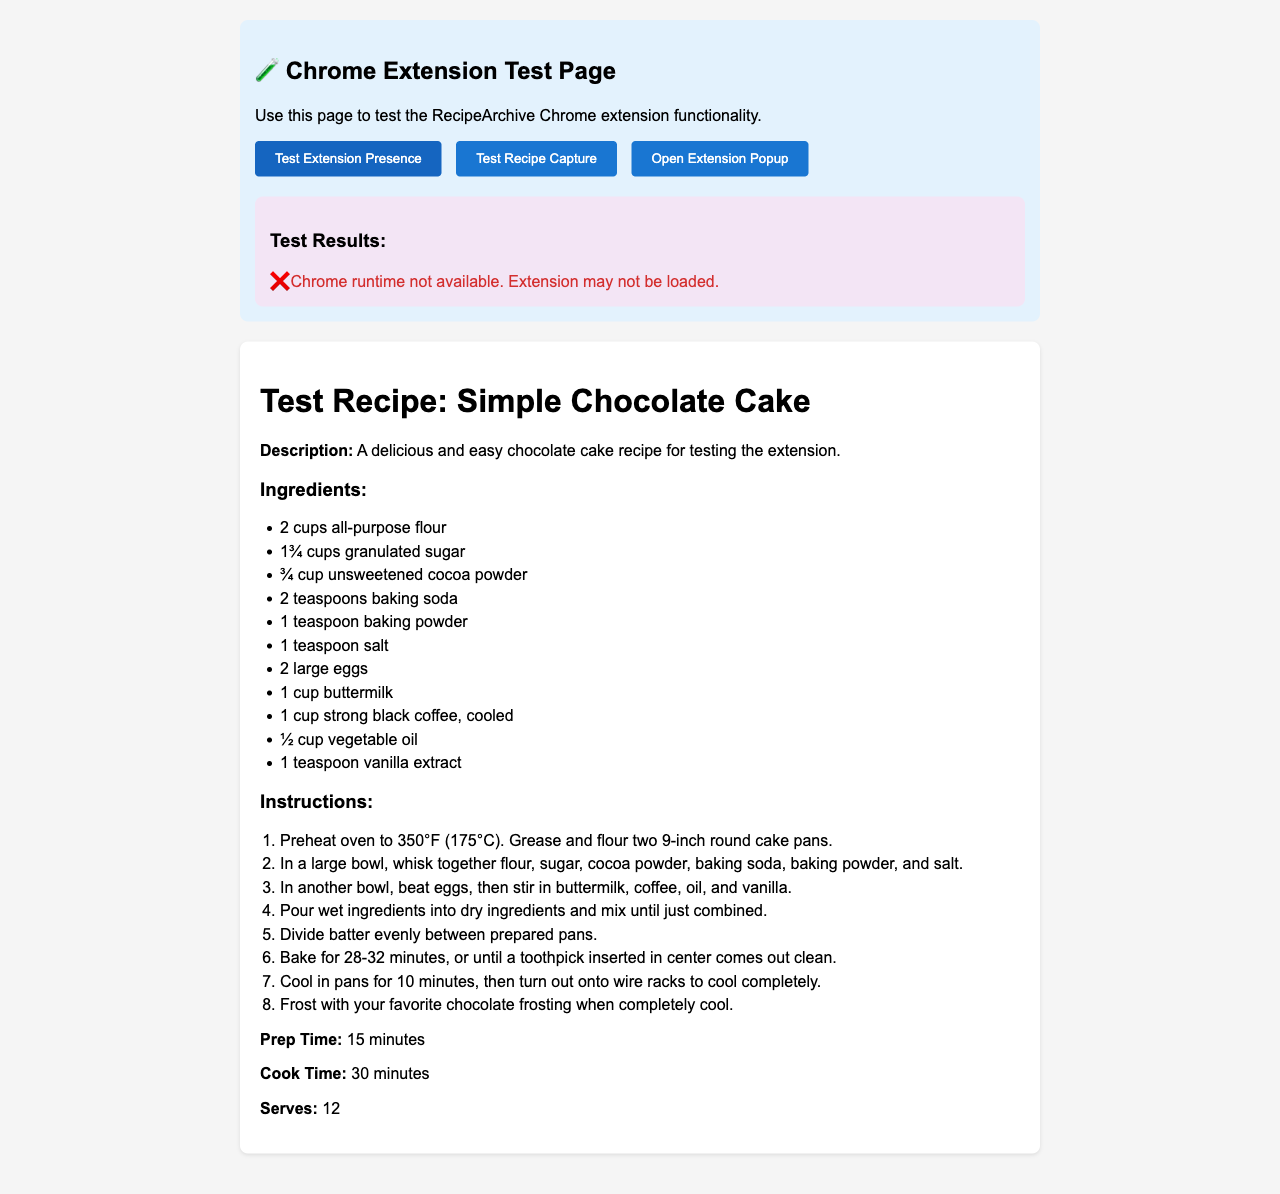 🧪 Chrome Extension Test Page
Use this page to test the RecipeArchive Chrome extension functionality.
Test Extension Presence
Test Recipe Capture
Open Extension Popup
Test Results:
❌Chrome runtime not available. Extension may not be loaded.
Test Recipe: Simple Chocolate Cake
Description: A delicious and easy chocolate cake recipe for testing the extension.
Ingredients:
• 2 cups all-purpose flour
• 1¾ cups granulated sugar
• ¾ cup unsweetened cocoa powder
• 2 teaspoons baking soda
• 1 teaspoon baking powder
• 1 teaspoon salt
• 2 large eggs
• 1 cup buttermilk
• 1 cup strong black coffee, cooled
• ½ cup vegetable oil
• 1 teaspoon vanilla extract
Instructions:
1. Preheat oven to 350°F (175°C). Grease and flour two 9-inch round cake pans.
2. In a large bowl, whisk together flour, sugar, cocoa powder, baking soda, baking powder, and salt.
3. In another bowl, beat eggs, then stir in buttermilk, coffee, oil, and vanilla.
4. Pour wet ingredients into dry ingredients and mix until just combined.
5. Divide batter evenly between prepared pans.
6. Bake for 28-32 minutes, or until a toothpick inserted in center comes out clean.
7. Cool in pans for 10 minutes, then turn out onto wire racks to cool completely.
8. Frost with your favorite chocolate frosting when completely cool.
Prep Time: 15 minutes
Cook Time: 30 minutes
Serves: 12